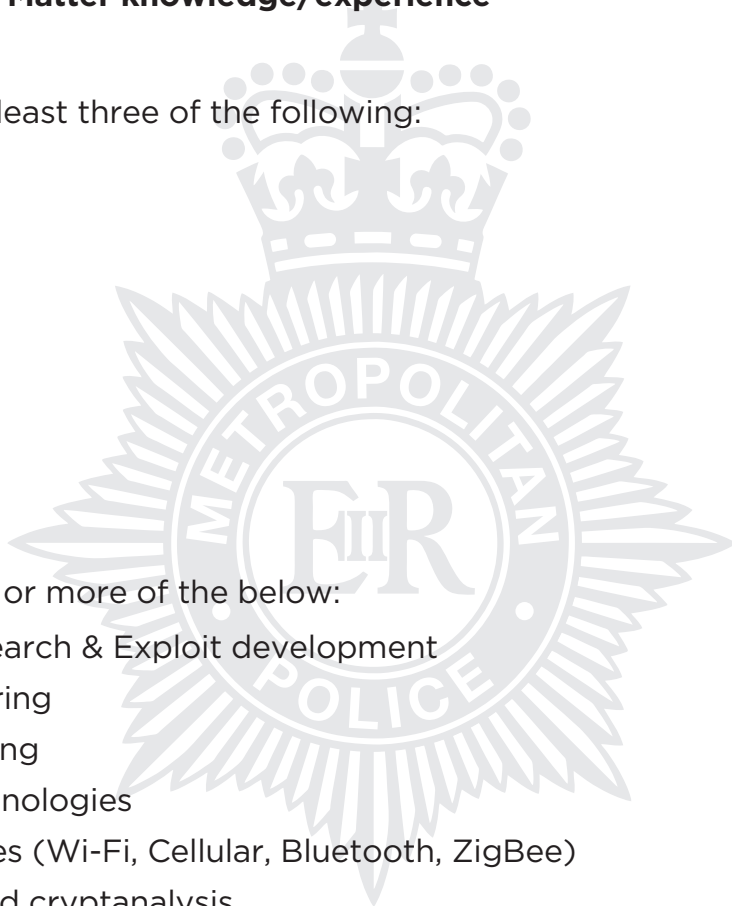 Matter knowledge/experience
least three of the following:
METROPOLITAN
EIIR
or more of the below:
earch & Exploit development
POLICE
ring
ng
nologies
es (Wi-Fi, Cellular, Bluetooth, ZigBee)
d cryptanalysis